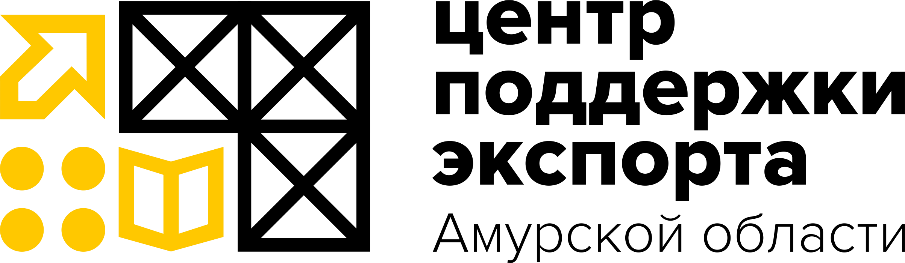 центр
поддержки
экспорта
Амурской области